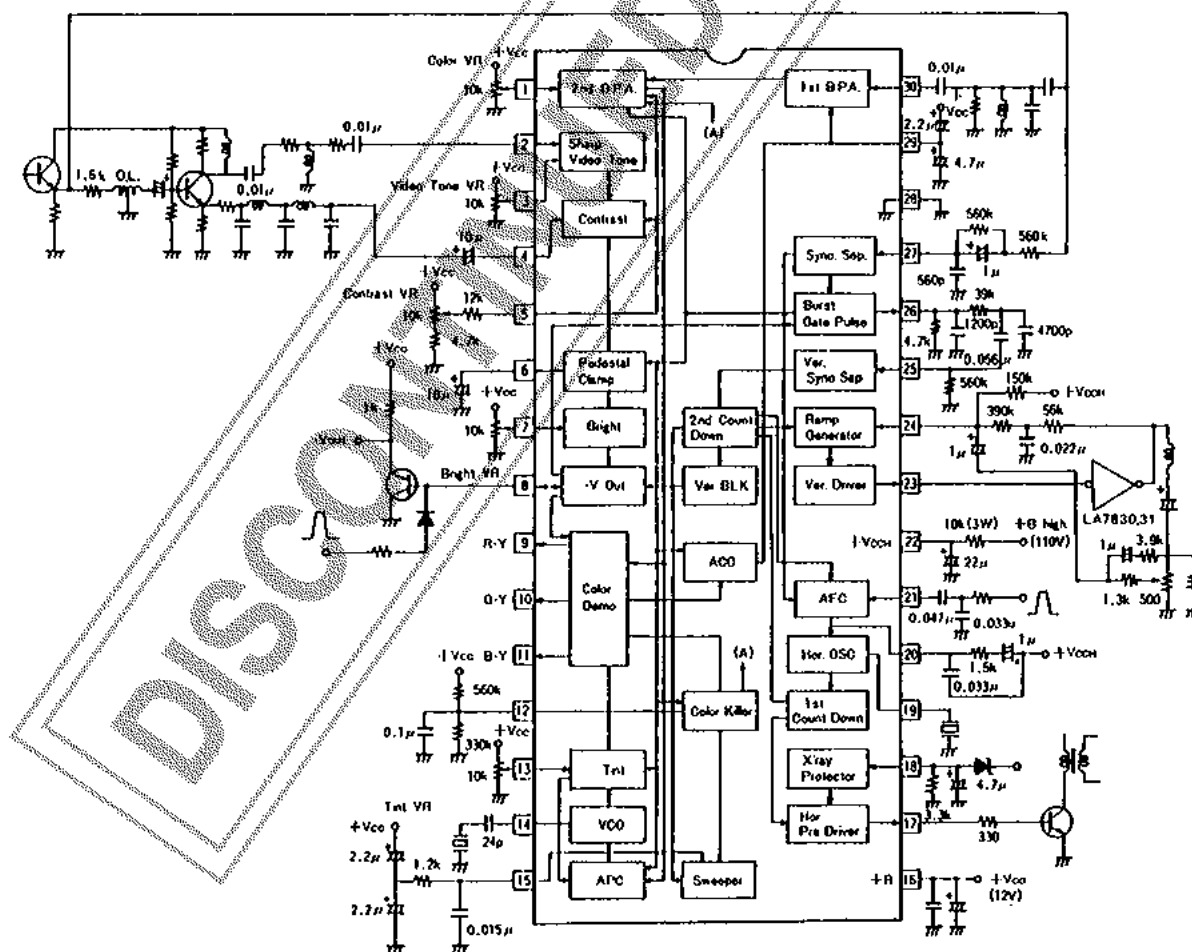 DISCONTINUED
Color VR
+Vcc
10k
1
2nd B.P.A.
1st B.P.A.
30
0.01μ
Vcc
2.2μ
(A)
29
4.7μ
0.01μ
2
Sharp
Video Tone
+Vcc
Video Tone VR
10k
3
28
1.5k
D.L.
0.01μ
Contrast
10μ
4
560k
560k
Sync. Sep.
27
1μ
560p
+Vcc
Contrast VR
12k
10k
5
4.7k
Burst
Gate Pulse
26
39k
1200p
4700p
4.7k
0.056μ
+Vcc
Pedestal
Clamp
6
10μ
Ver.
Sync Sep
25
560k
150k
+VCCH
+Vcc
1k
10k
7
Bright
2nd Count
Down
Ramp
Generator
24
390k
56k
1μ
0.022μ
Bright VR
8
-Y Out
Ver BLK
Ver. Driver
23
LA7830,31
R-Y
9
Color
Demo
ACC
+VCCH
22
10k (3W)
+B high
(110V)
22μ
1μ
3.9k
1.3k
500
G-Y
10
AFC
21
0.047μ
0.033μ
+Vcc
B-Y
11
(A)
Hor. OSC
20
1μ
1.5k
+VCCH
0.033μ
560k
12
0.1μ
330k
Color Killer
1st
Count Down
19
+Vcc
10k
13
Tint
X'ray
Protector
18
4.7μ
3.3k
Tint VR
14
24p
VCO
Hor
Pre Driver
17
330
+Vcc
2.2μ
1.2k
15
APC
Sweeper
16
+Vcc
(12V)
2.2μ
0.015μ